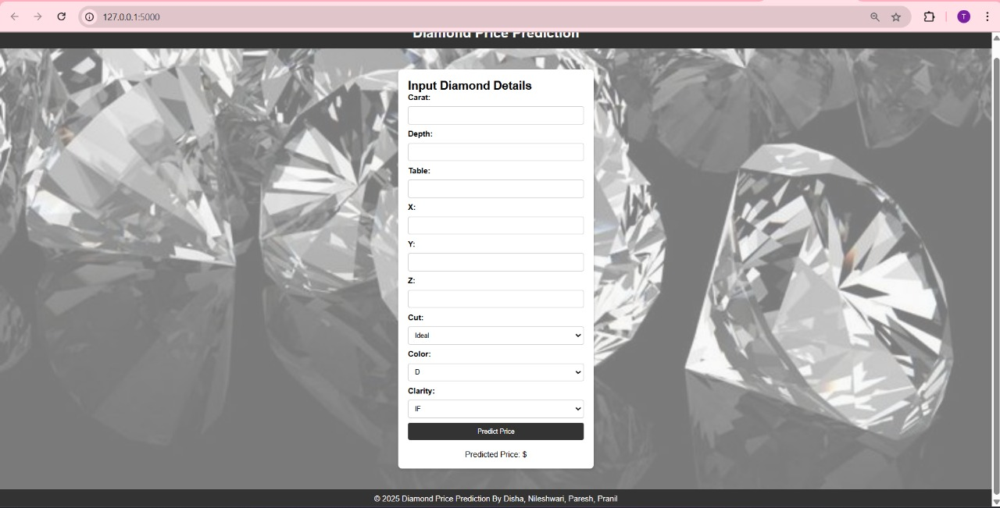 127.0.0.1:5000
T
Diamond Price Prediction
Input Diamond Details
Carat:
Depth:
Table:
X:
Y:
Z:
Cut:
Ideal
Color:
D
Clarity:
IF
Predict Price
Predicted Price: $
© 2025 Diamond Price Prediction By Disha, Nileshwari, Paresh, Pranil